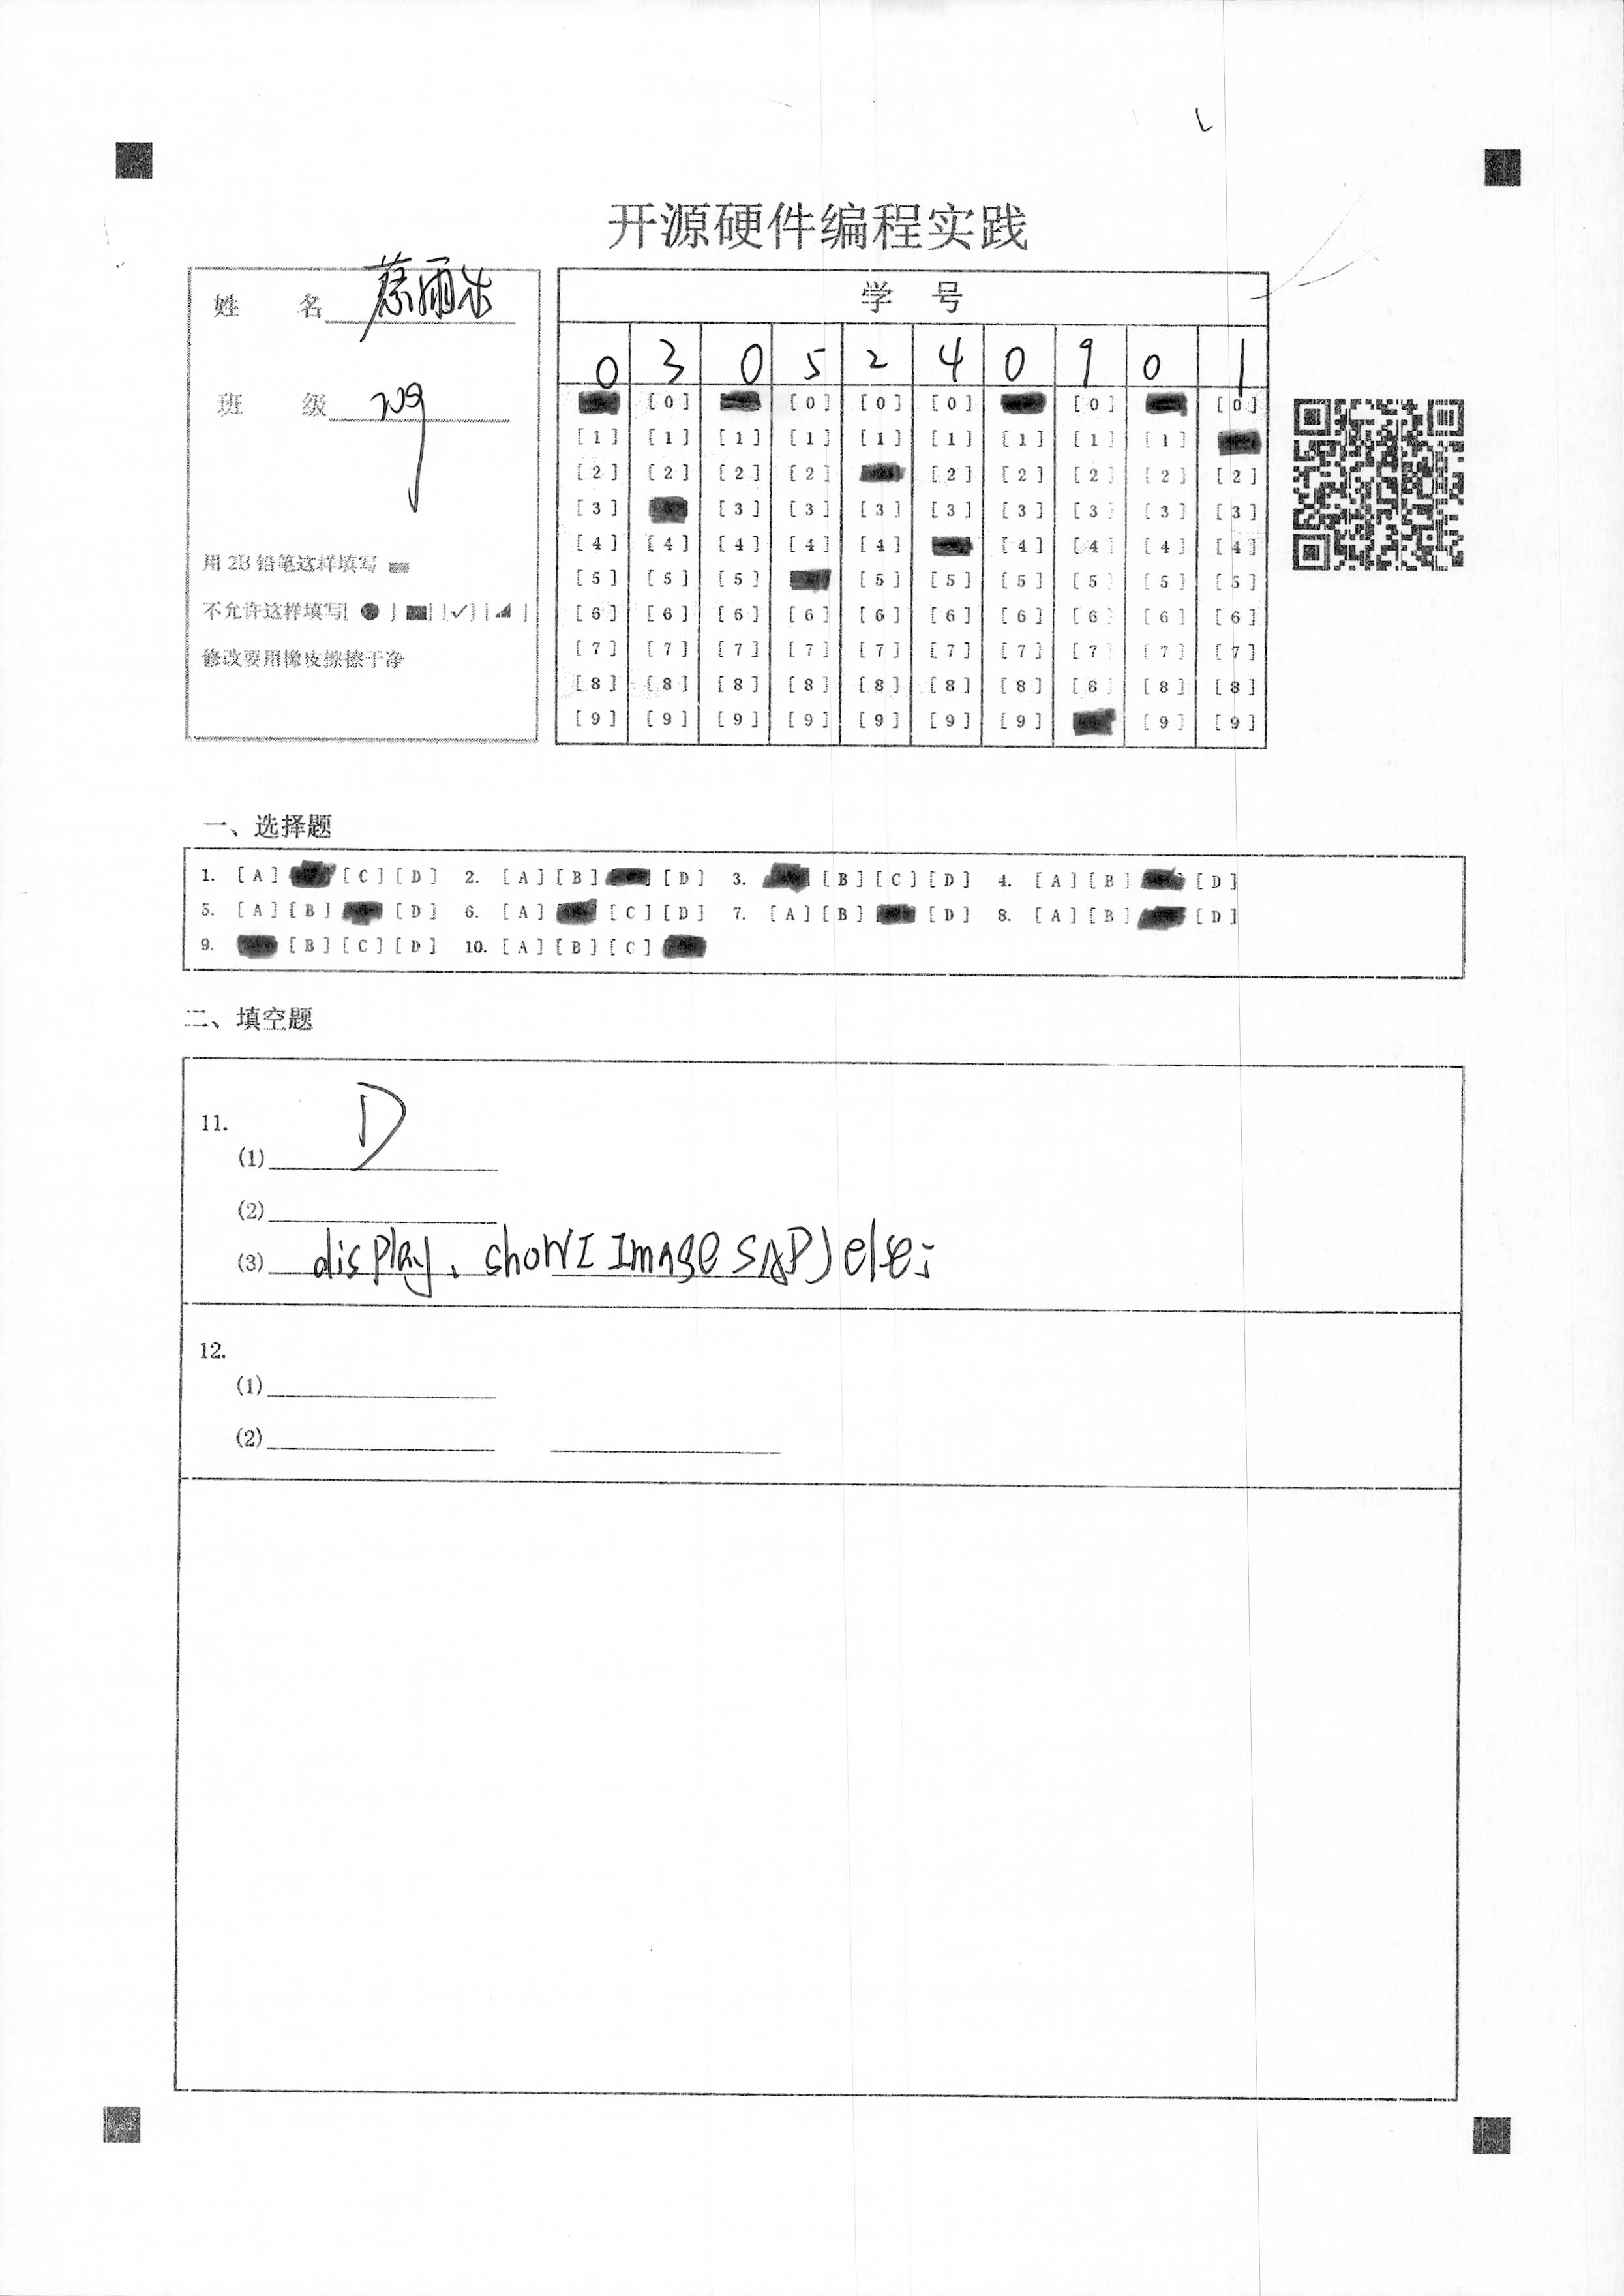 开源硬件编程实践
姓 名 蔡雨
班 级
用 2B 铅笔这样填写
不允许这样填写[ ● ] [■] [✓] [◢ ]
修改要用橡皮擦擦干净
学 号
0 3 0 5 2 4 0 9 0 1
[0] [0] [0] [0] [0] [0]
[1] [1] [1] [1] [1] [1] [1] [1] [1]
[2] [2] [2] [2] [2] [2] [2] [2] [2]
[3] [3] [3] [3] [3] [3] [3] [3] [3]
[4] [4] [4] [4] [4] [4] [4] [4] [4]
[5] [5] [5] [5] [5] [5] [5] [5] [5]
[6] [6] [6] [6] [6] [6] [6] [6] [6] [6]
[7] [7] [7] [7] [7] [7] [7] [7] [7] [7]
[8] [8] [8] [8] [8] [8] [8] [8] [8] [8]
[9] [9] [9] [9] [9] [9] [9] [9] [9]
一、选择题
1. [A] [C] [D] 2. [A] [B] [D] 3. [B] [C] [D] 4. [A] [B] [D]
5. [A] [B] [D] 6. [A] [C] [D] 7. [A] [B] [D] 8. [A] [B] [D]
9. [B] [C] [D] 10. [A] [B] [C]
二、填空题
11.
(1) D
(2)
(3) display. show(Image SAD) else:
12.
(1)
(2)